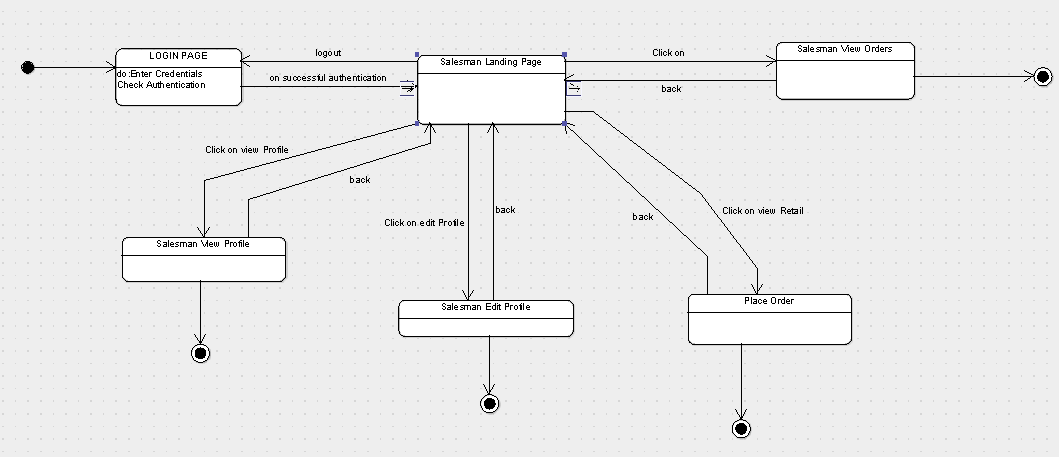 LOGIN PAGE
do :Enter Credentials
Check Authentication
logout
on successful authentication
Salesman Landing Page
Click on
back
Salesman View Orders
Click on view Profile
back
Click on edit Profile
back
back
Click on view Retail
Salesman View Profile
Salesman Edit Profile
Place Order